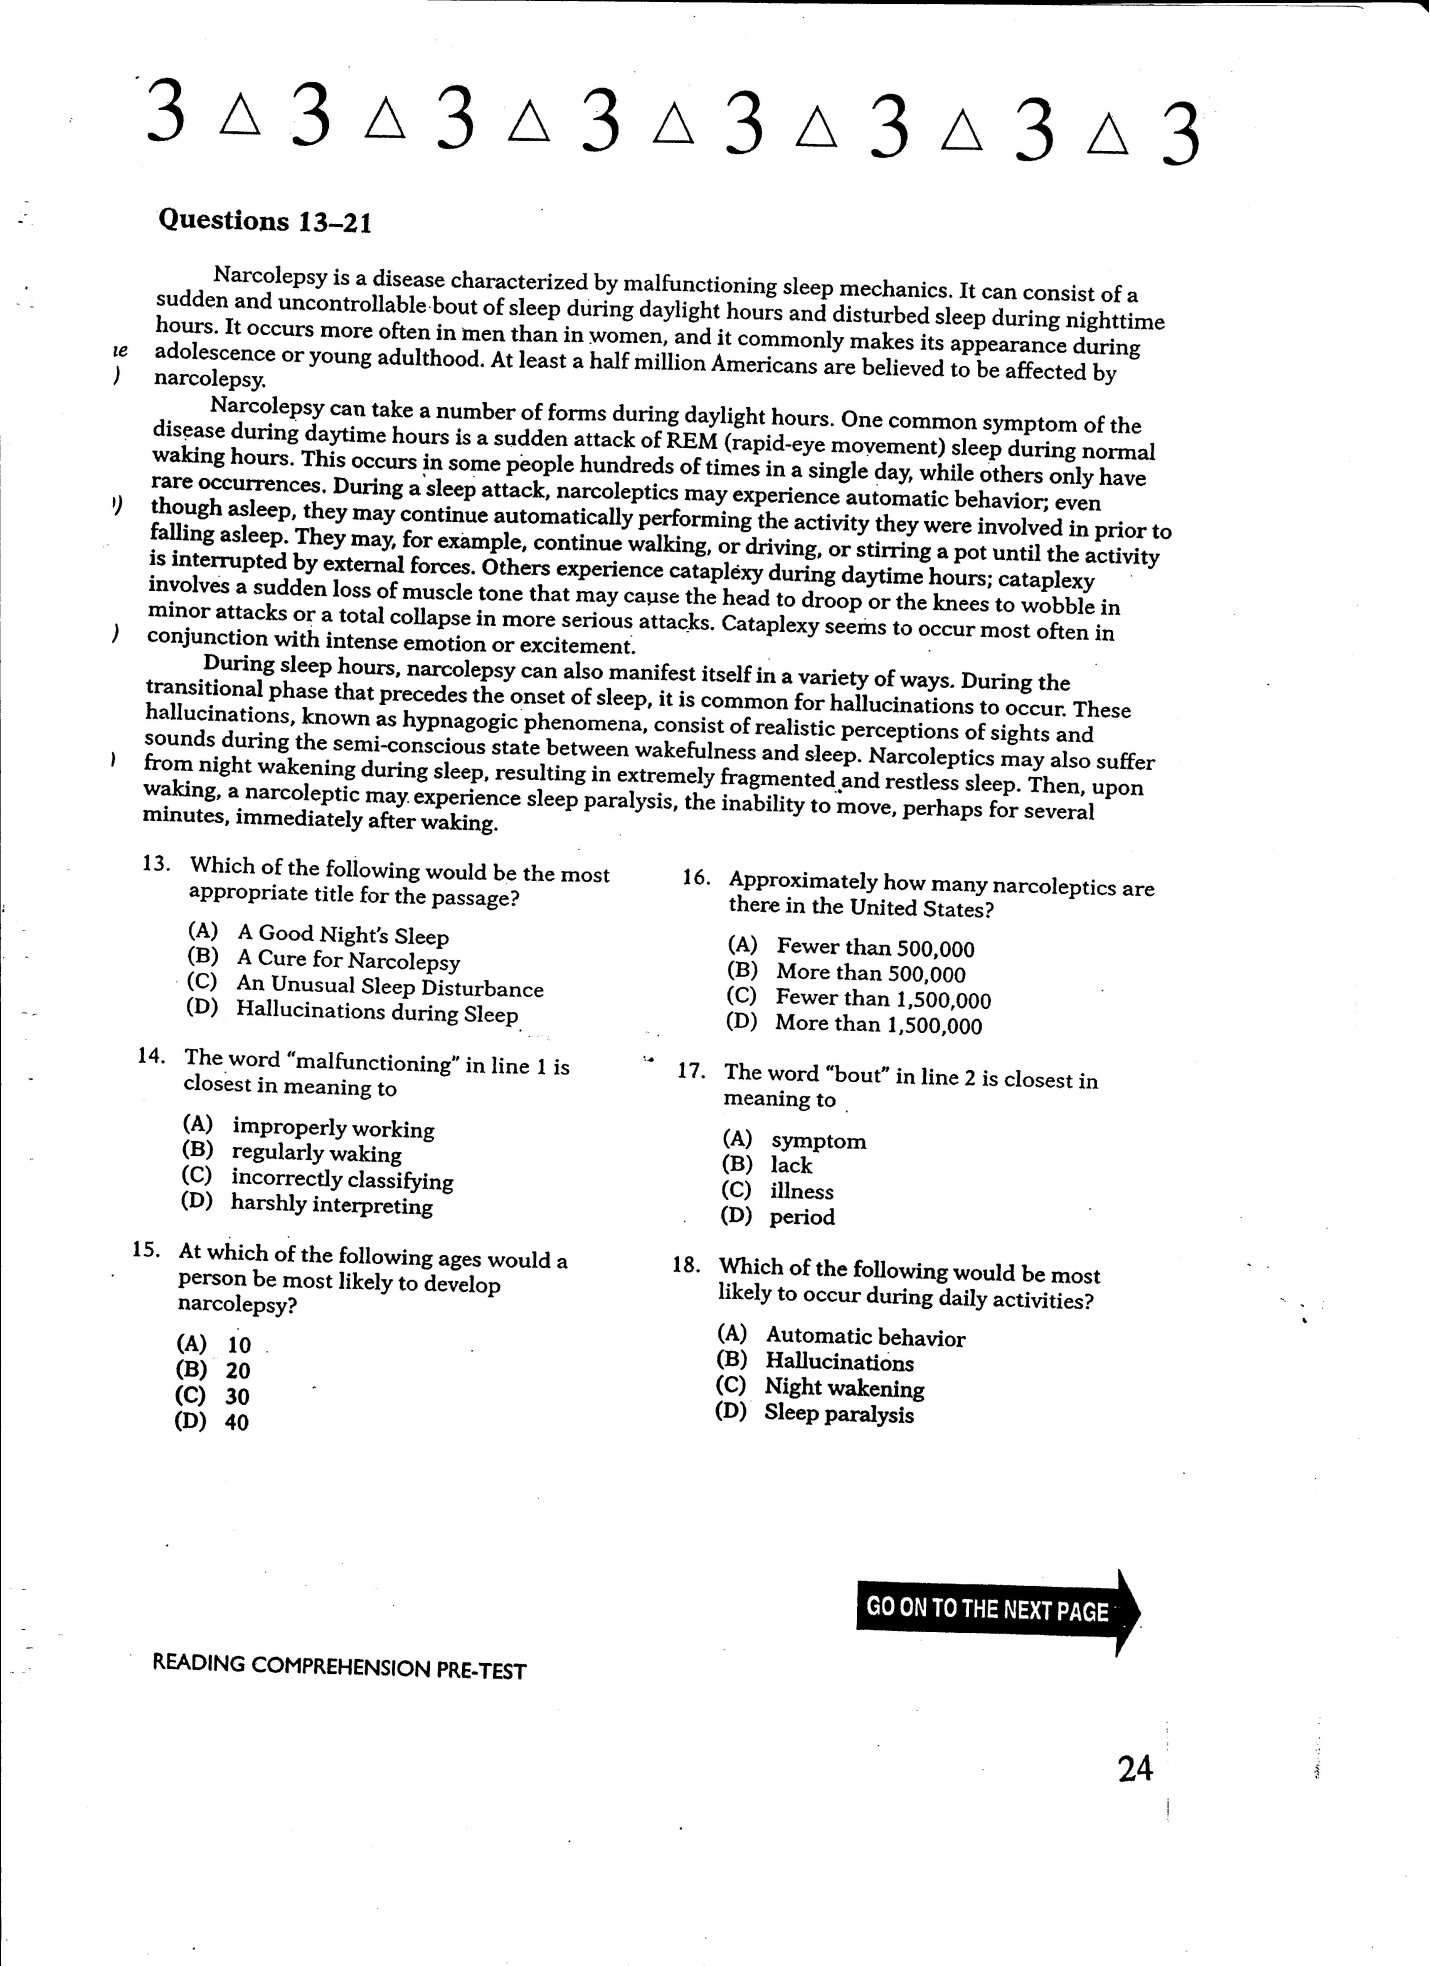 3 △ 3 △ 3 △ 3 △ 3 △ 3 △ 3 △ 3
Questions 13–21
Narcolepsy is a disease characterized by malfunctioning sleep mechanics. It can consist of a
sudden and uncontrollable bout of sleep during daylight hours and disturbed sleep during nighttime
hours. It occurs more often in men than in women, and it commonly makes its appearance during
adolescence or young adulthood. At least a half million Americans are believed to be affected by
) narcolepsy.
Narcolepsy can take a number of forms during daylight hours. One common symptom of the
disease during daytime hours is a sudden attack of REM (rapid-eye movement) sleep during normal
waking hours. This occurs in some people hundreds of times in a single day, while others only have
rare occurrences. During a sleep attack, narcoleptics may experience automatic behavior; even
) though asleep, they may continue automatically performing the activity they were involved in prior to
falling asleep. They may, for example, continue walking, or driving, or stirring a pot until the activity
is interrupted by external forces. Others experience cataplexy during daytime hours; cataplexy
involves a sudden loss of muscle tone that may cause the head to droop or the knees to wobble in
minor attacks or a total collapse in more serious attacks. Cataplexy seems to occur most often in
) conjunction with intense emotion or excitement.
During sleep hours, narcolepsy can also manifest itself in a variety of ways. During the
transitional phase that precedes the onset of sleep, it is common for hallucinations to occur. These
hallucinations, known as hypnagogic phenomena, consist of realistic perceptions of sights and
sounds during the semi-conscious state between wakefulness and sleep. Narcoleptics may also suffer
) from night wakening during sleep, resulting in extremely fragmented and restless sleep. Then, upon
waking, a narcoleptic may experience sleep paralysis, the inability to move, perhaps for several
minutes, immediately after waking.
13. Which of the following would be the most
appropriate title for the passage?
(A) A Good Night's Sleep
(B) A Cure for Narcolepsy
(C) An Unusual Sleep Disturbance
(D) Hallucinations during Sleep
14. The word "malfunctioning" in line 1 is
closest in meaning to
(A) improperly working
(B) regularly waking
(C) incorrectly classifying
(D) harshly interpreting
15. At which of the following ages would a
person be most likely to develop
narcolepsy?
(A) 10
(B) 20
(C) 30
(D) 40
16. Approximately how many narcoleptics are
there in the United States?
(A) Fewer than 500,000
(B) More than 500,000
(C) Fewer than 1,500,000
(D) More than 1,500,000
17. The word "bout" in line 2 is closest in
meaning to
(A) symptom
(B) lack
(C) illness
(D) period
18. Which of the following would be most
likely to occur during daily activities?
(A) Automatic behavior
(B) Hallucinations
(C) Night wakening
(D) Sleep paralysis
GO ON TO THE NEXT PAGE
READING COMPREHENSION PRE-TEST
24